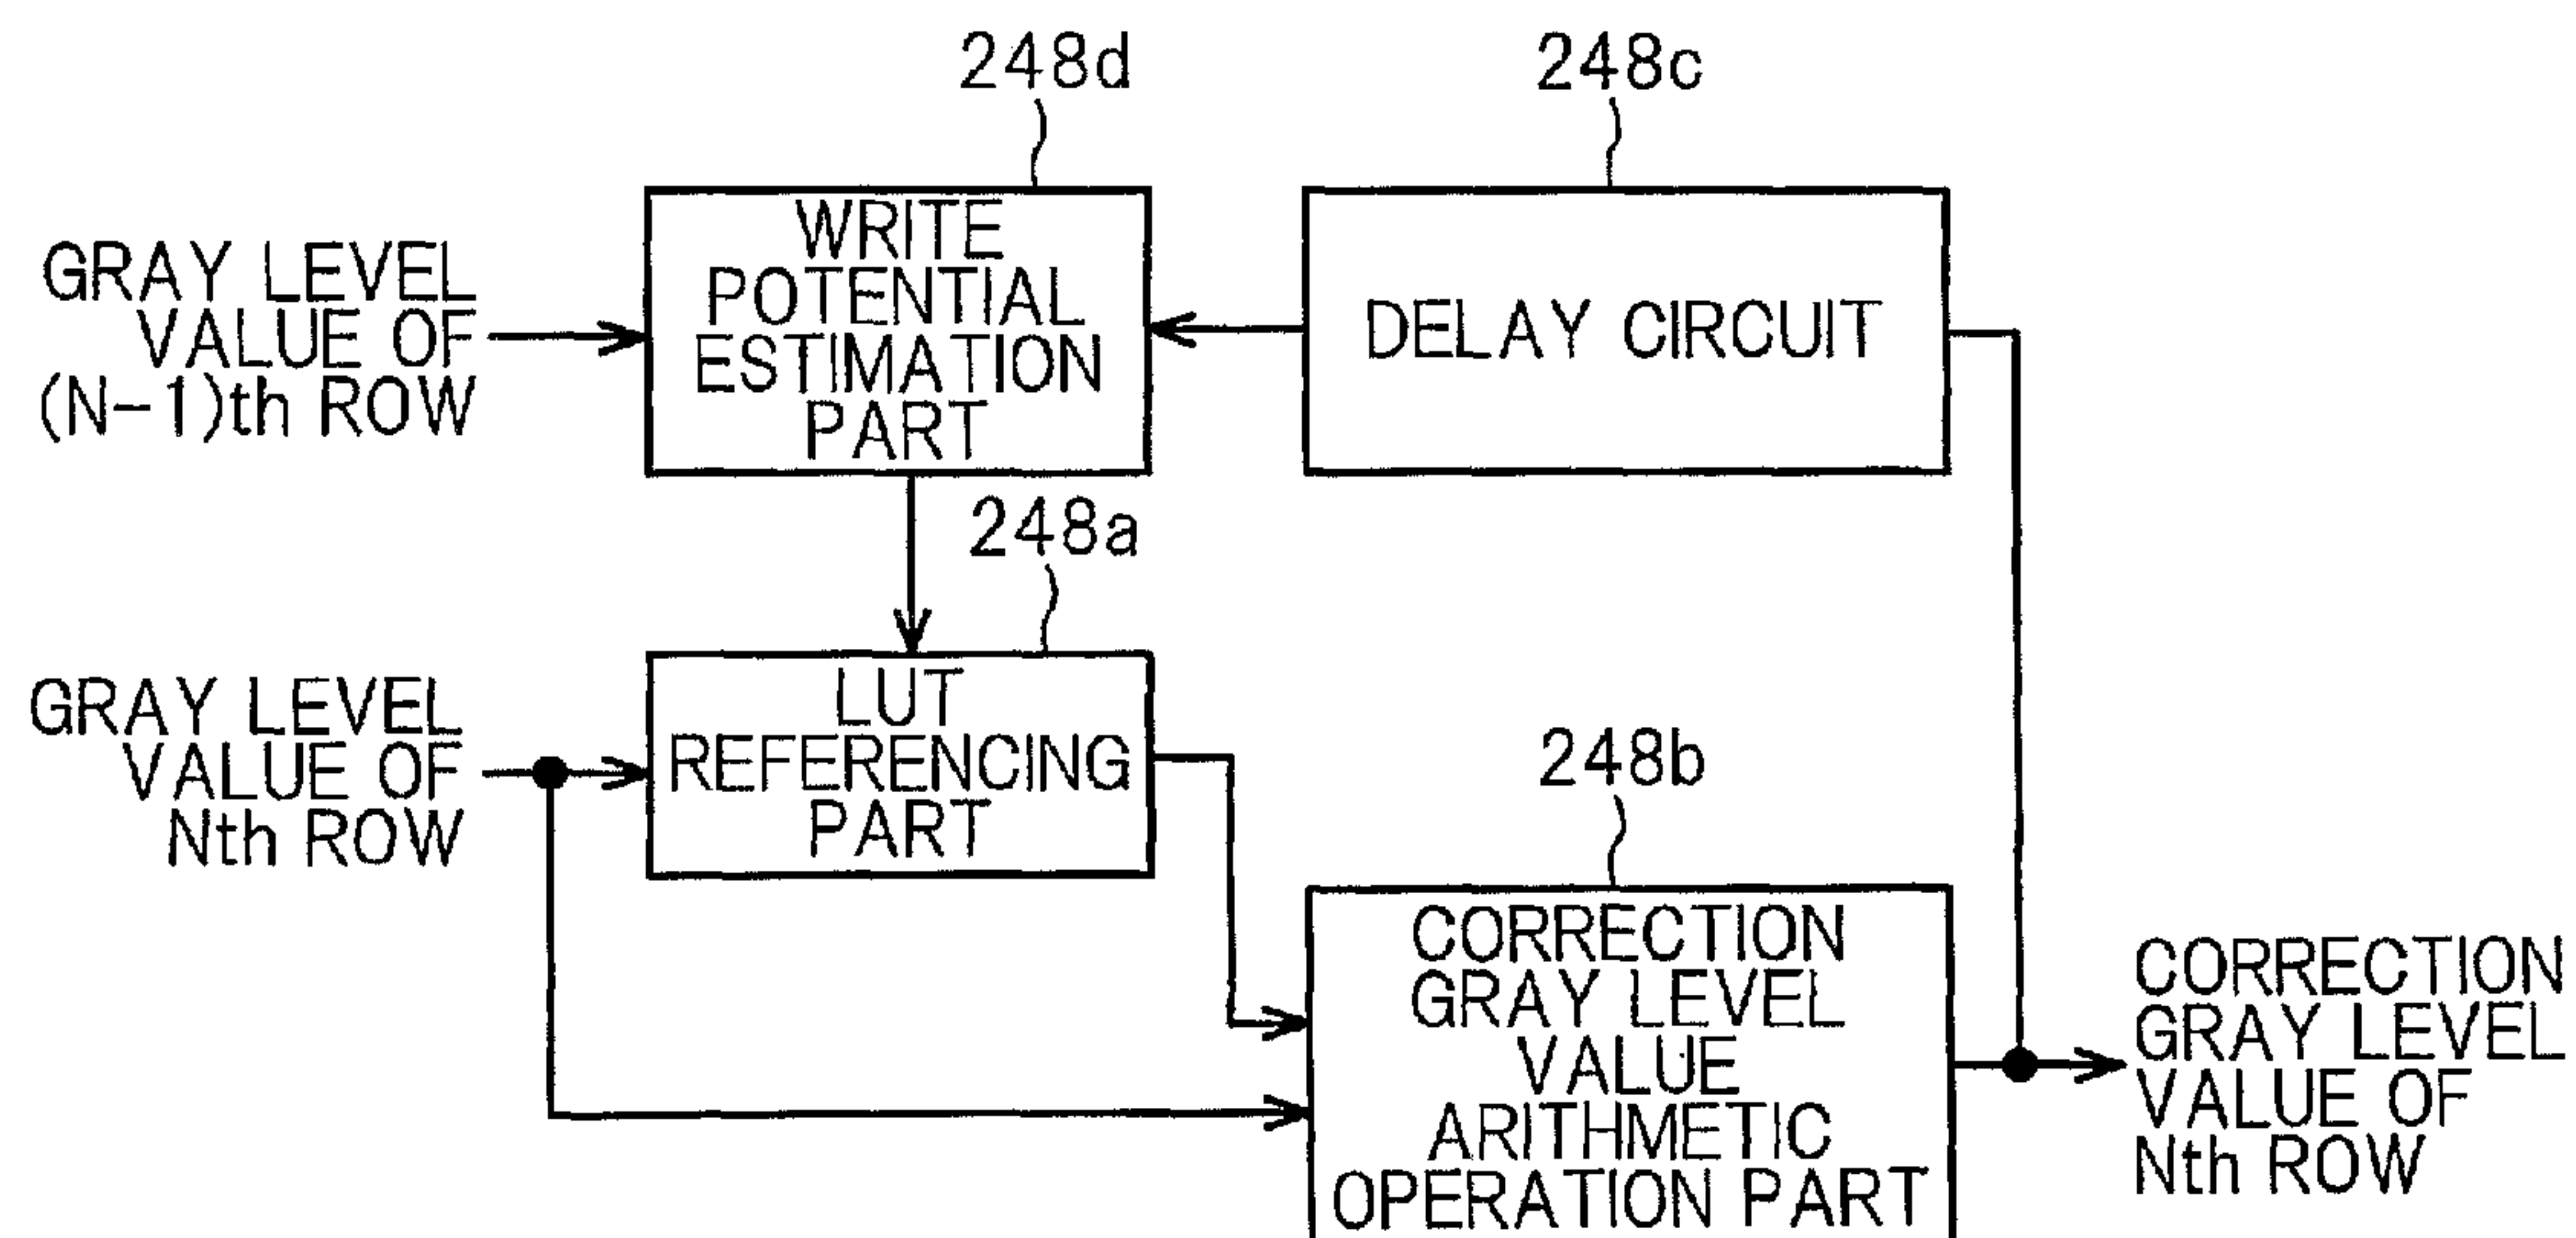 248d
248c
WRITE
POTENTIAL
ESTIMATION
PART
DELAY CIRCUIT
GRAY LEVEL
VALUE OF
(N-1)th ROW
248a
LUT
REFERENCING
PART
GRAY LEVEL
VALUE OF
Nth ROW
248b
CORRECTION
GRAY LEVEL
VALUE
ARITHMETIC
OPERATION PART
CORRECTION
GRAY LEVEL
VALUE OF
Nth ROW